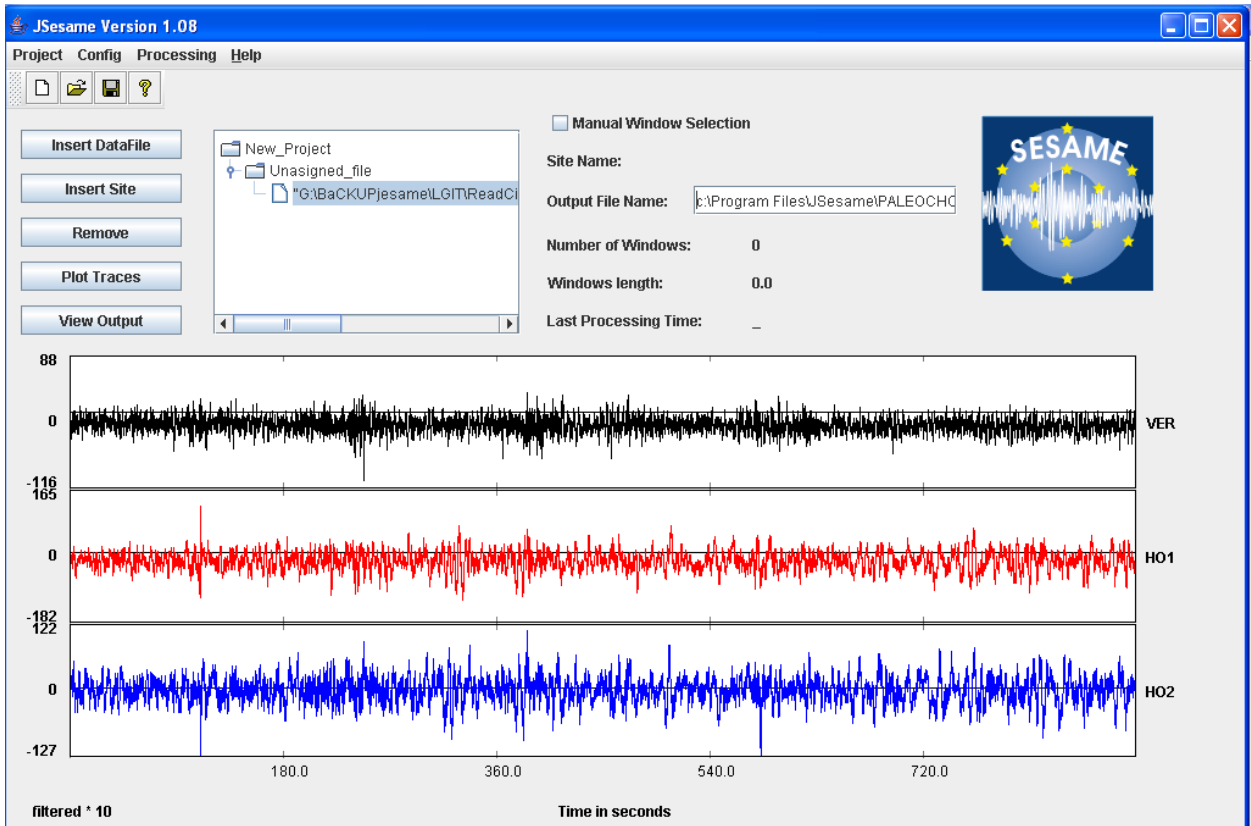 JSesame Version 1.08
Project Config Processing Help
Insert DataFile
Insert Site
Remove
Plot Traces
View Output
New_Project
Unasigned_file
"G:\BaCKUPjesame\LGIT\ReadCi
Manual Window Selection
Site Name:
Output File Name: c:\Program Files\JSesame\PALEOCHO
Number of Windows: 0
Windows length: 0.0
Last Processing Time: _
SESAME
88
0
-116
VER
165
0
-182
HO1
122
0
-127
HO2
180.0 360.0 540.0 720.0
filtered * 10 Time in seconds